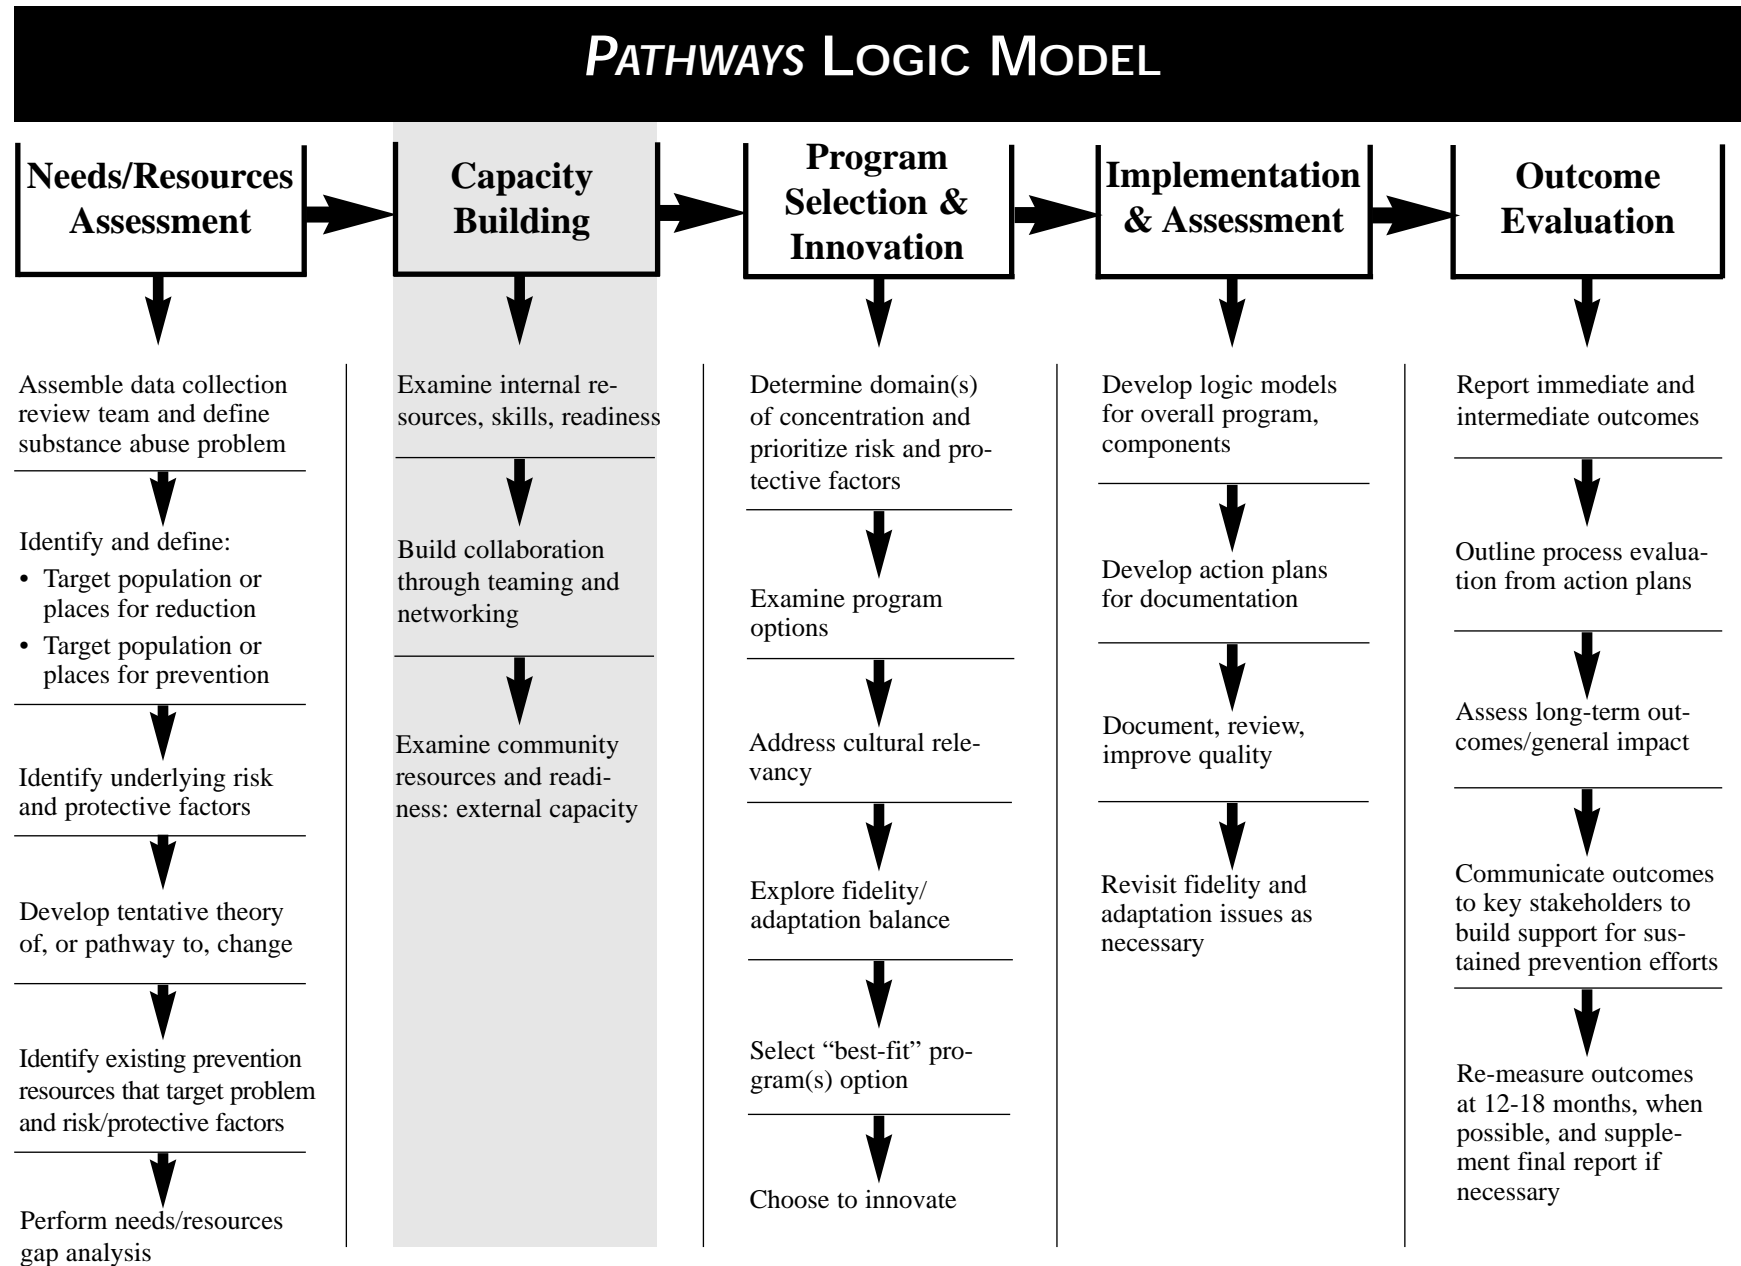 PATHWAYS LOGIC MODEL
Needs/Resources
Assessment
Assemble data collection
review team and define
substance abuse problem
Identify and define:
• Target population or
places for reduction
• Target population or
places for prevention
Identify underlying risk
and protective factors
Develop tentative theory
of, or pathway to, change
Identify existing prevention
resources that target problem
and risk/protective factors
Perform needs/resources
gap analysis
Capacity
Building
Examine internal re-
sources, skills, readiness
Build collaboration
through teaming and
networking
Examine community
resources and readi-
ness: external capacity
Program
Selection &
Innovation
Determine domain(s)
of concentration and
prioritize risk and pro-
tective factors
Examine program
options
Address cultural rele-
vancy
Explore fidelity/
adaptation balance
Select “best-fit” pro-
gram(s) option
Choose to innovate
Implementation
& Assessment
Develop logic models
for overall program,
components
Develop action plans
for documentation
Document, review,
improve quality
Revisit fidelity and
adaptation issues as
necessary
Outcome
Evaluation
Report immediate and
intermediate outcomes
Outline process evalua-
tion from action plans
Assess long-term out-
comes/general impact
Communicate outcomes
to key stakeholders to
build support for sus-
tained prevention efforts
Re-measure outcomes
at 12-18 months, when
possible, and supple-
ment final report if
necessary